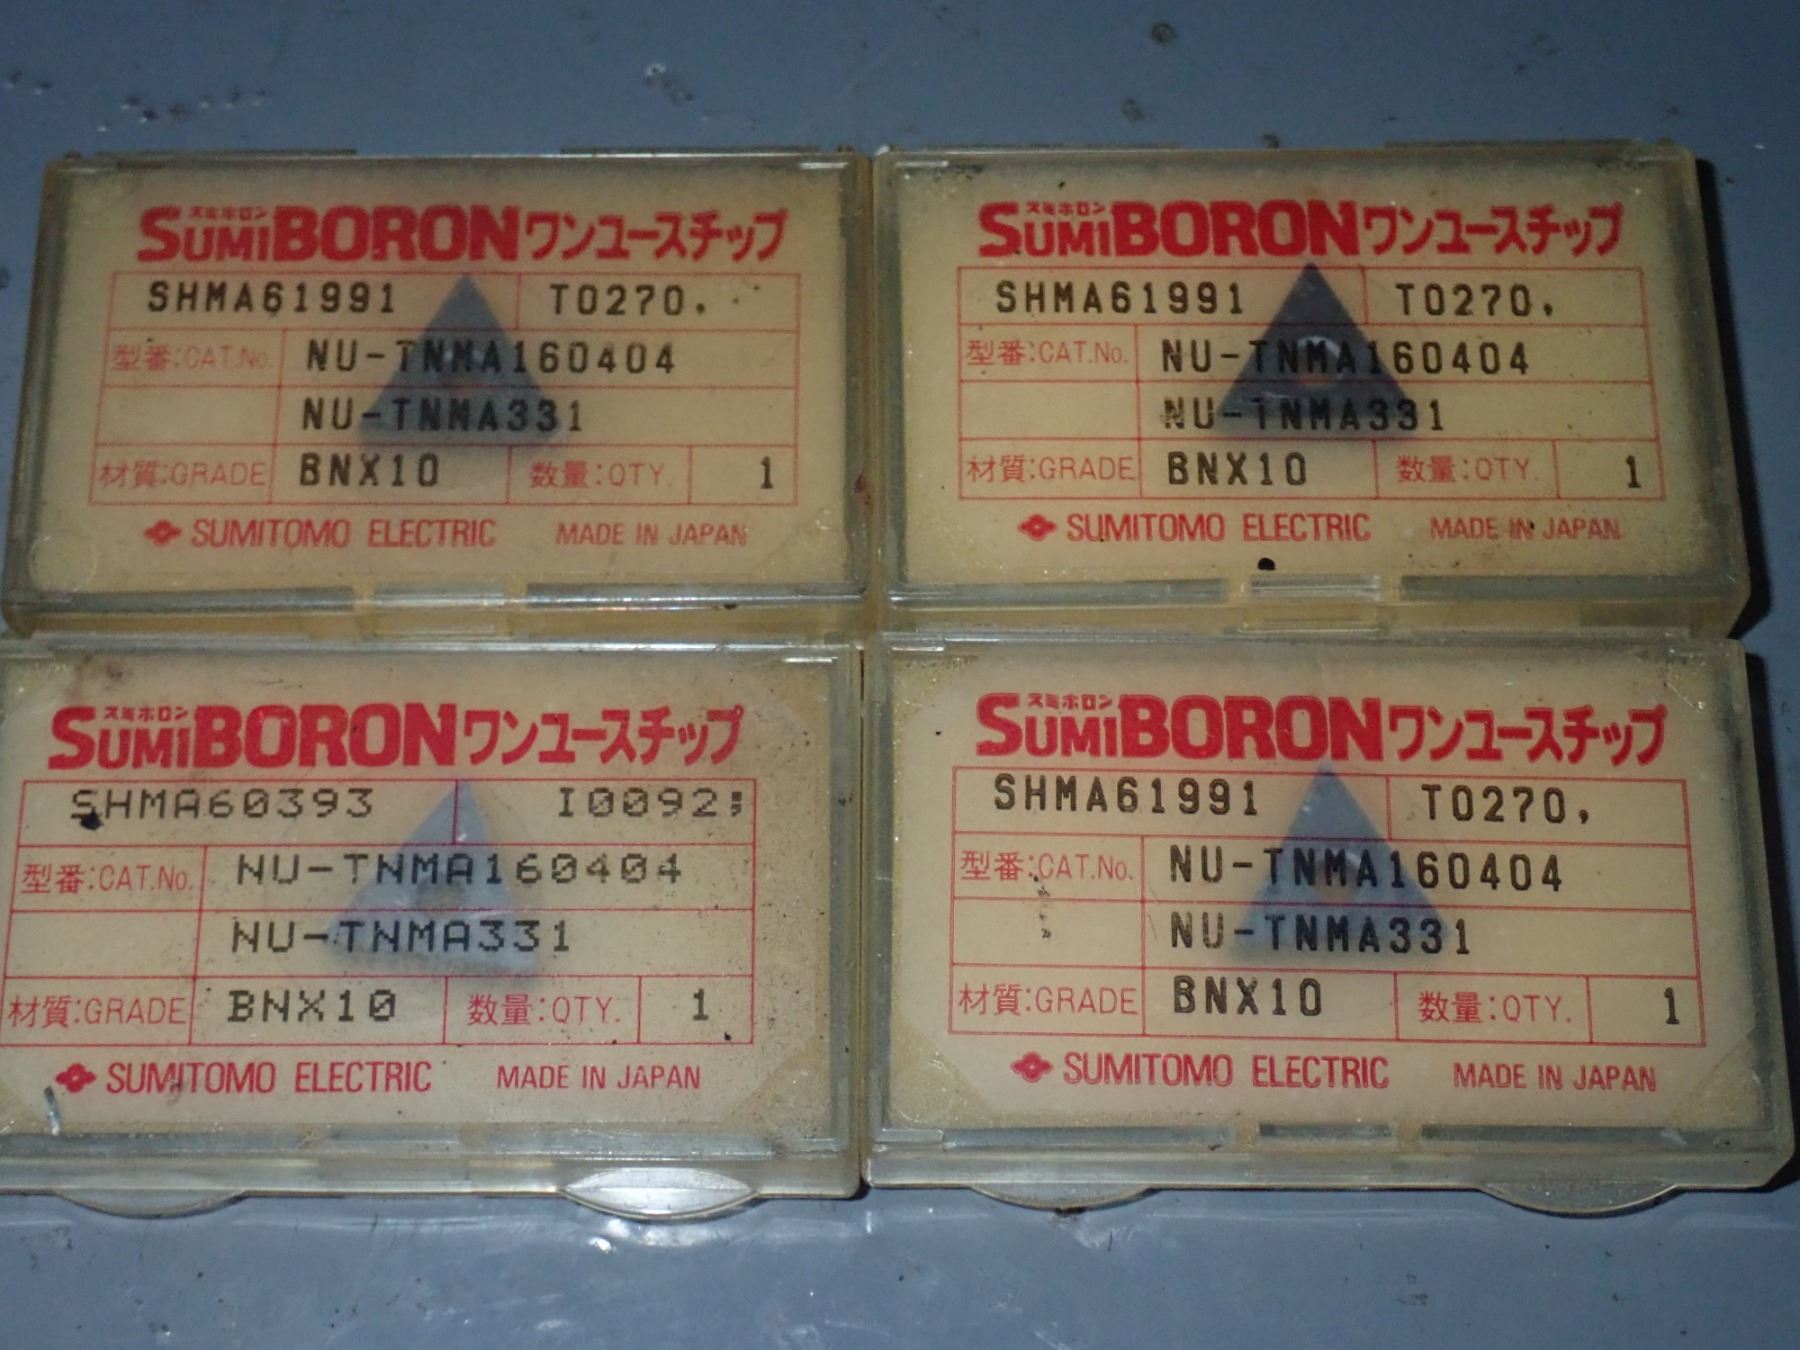 スミボロン
SUMIBORONワンユースチップ
SHMA61991 T0270.
型番:CAT.No. NU-TNMA160404
NU-TNMA331
材質:GRADE BNX10 数量:QTY. 1
SUMITOMO ELECTRIC MADE IN JAPAN
スミボロン
SUMIBORONワンユースチップ
SHMA61991 T0270,
型番:CAT.No. NU-TNMA160404
NU-TNMA331
材質:GRADE BNX10 数量:QTY. 1
SUMITOMO ELECTRIC MADE IN JAPAN
スミボロン
SUMIBORONワンユースチップ
SHMA60393 I0092;
型番:CAT.No. NU-TNMA160404
NU-TNMA331
材質:GRADE BNX10 数量:QTY. 1
SUMITOMO ELECTRIC MADE IN JAPAN
スミボロン
SUMIBORONワンユースチップ
SHMA61991 T0270,
型番:CAT.No. NU-TNMA160404
NU-TNMA331
材質:GRADE BNX10 数量:QTY. 1
SUMITOMO ELECTRIC MADE IN JAPAN